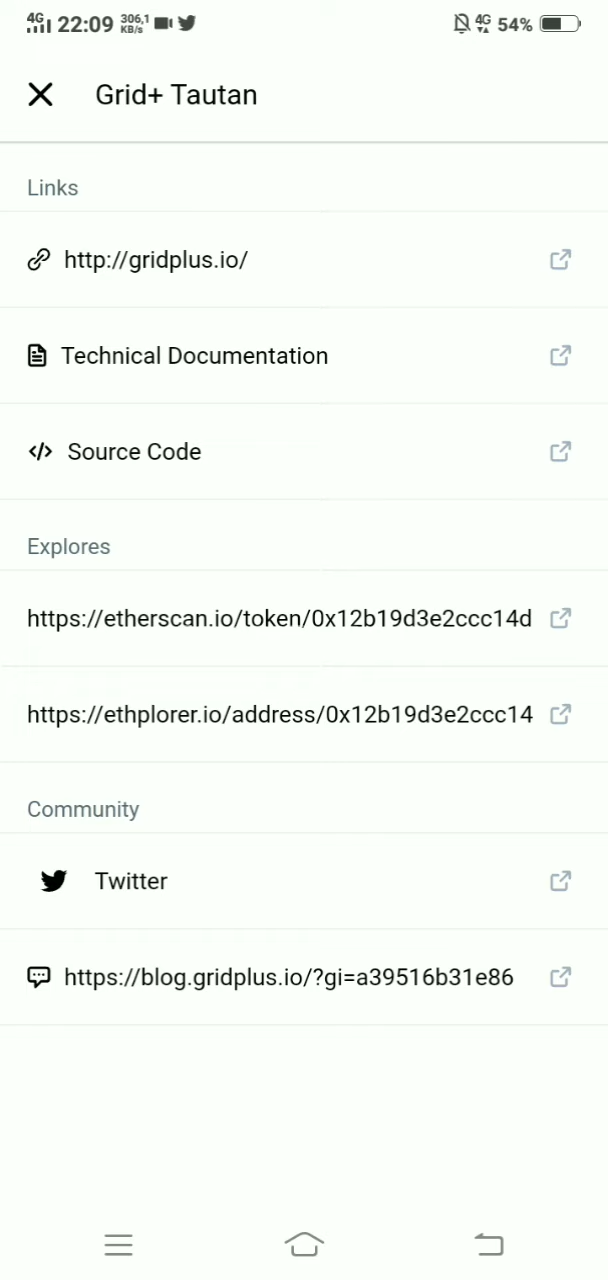 4G 22:09 306,1 KB/s 4G 54%
Grid+ Tautan
Links
http://gridplus.io/
Technical Documentation
</> Source Code
Explores
https://etherscan.io/token/0x12b19d3e2ccc14d
https://ethplorer.io/address/0x12b19d3e2ccc14
Community
Twitter
https://blog.gridplus.io/?gi=a39516b31e86